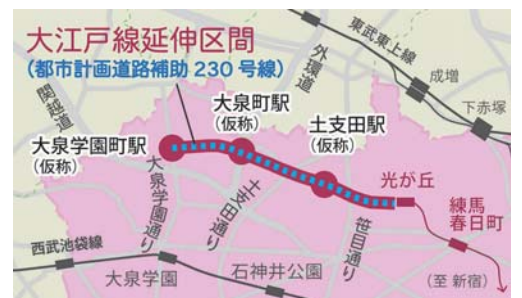 大江戸線延伸区間
(都市計画道路補助230号線)
関越道
外環道
東武東上線
成増
下赤塚
大泉町駅
(仮称)
土支田駅
(仮称)
大泉学園町駅
(仮称)
光が丘
練馬
春日町
大泉学園通り
土支田通り
笹目通り
西武池袋線
大泉学園
石神井公園
(至 新宿)